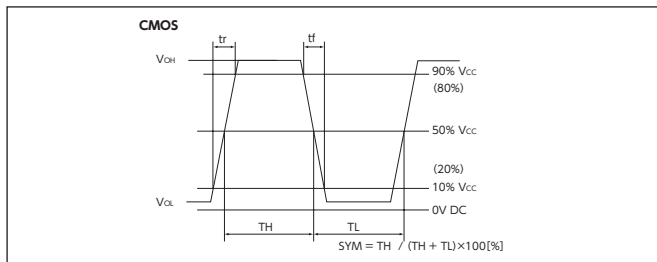 CMOS
tr
tf
VOH
90% VCC
(80%)
50% VCC
(20%)
10% VCC
VOL
0V DC
TH
TL
SYM = TH / (TH + TL)×100[%]